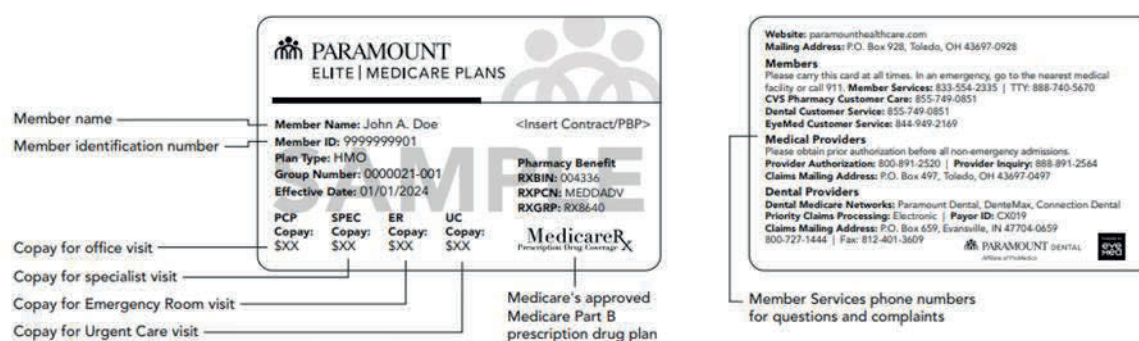 PARAMOUNT
ELITE | MEDICARE PLANS
SAMPLE
Member name
Member identification number
Member Name: John A. Doe
<Insert Contract/PBP>
Member ID: 9999999901
Plan Type: HMO
Group Number: 0000021-001
Effective Date: 01/01/2024
Pharmacy Benefit
RXBIN: 004336
RXPCN: MEDDADV
RXGRP: RX8640
PCP SPEC ER UC
Copay: Copay: Copay: Copay:
$XX $XX $XX $XX
MedicareRx
Prescription Drug Coverage
Copay for office visit
Copay for specialist visit
Copay for Emergency Room visit
Copay for Urgent Care visit
Medicare's approved
Medicare Part B
prescription drug plan
Website: paramounthealthcare.com
Mailing Address: P.O. Box 928, Toledo, OH 43697-0928
Members
Please carry this card at all times. In an emergency, go to the nearest medical
facility or call 911. Member Services: 833-554-2335 | TTY: 888-740-5670
CVS Pharmacy Customer Care: 855-749-0851
Dental Customer Service: 855-749-0851
EyeMed Customer Service: 844-949-2169
Medical Providers
Please obtain prior authorization before all non-emergency admissions.
Provider Authorization: 800-891-2520 | Provider Inquiry: 888-891-2564
Claims Mailing Address: P.O. Box 497, Toledo, OH 43697-0497
Dental Providers
Dental Medicare Networks: Paramount Dental, DenteMax, Connection Dental
Priority Claims Processing: Electronic | Payor ID: CX019
Claims Mailing Address: P.O. Box 659, Evansville, IN 47704-0659
800-727-1444 | Fax: 812-401-3609
PARAMOUNT DENTAL
Affiliate of ProMedica
eye
med
Member Services phone numbers
for questions and complaints